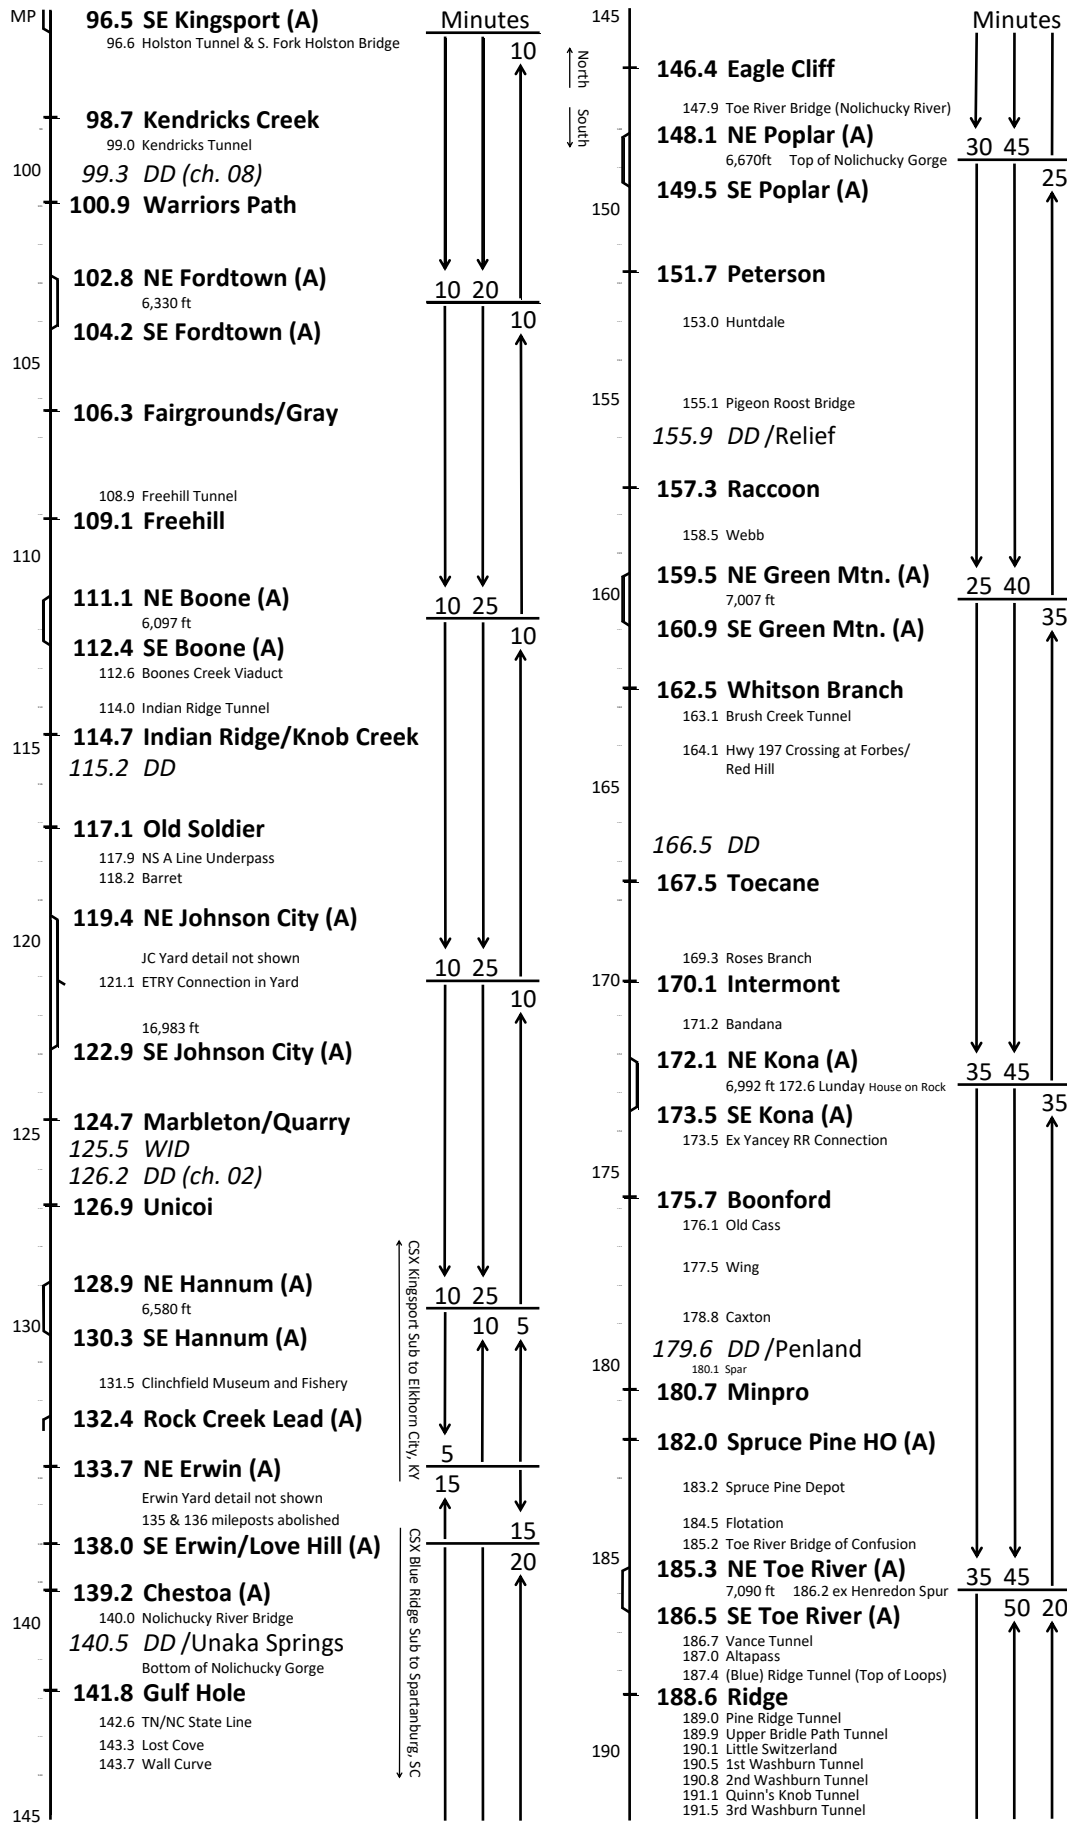 MP
96.5 SE Kingsport (A)
Minutes
96.6 Holston Tunnel & S. Fork Holston Bridge
10
98.7 Kendricks Creek
99.0 Kendricks Tunnel
100
99.3 DD (ch. 08)
100.9 Warriors Path
102.8 NE Fordtown (A)
10 20
6,330 ft
10
104.2 SE Fordtown (A)
105
106.3 Fairgrounds/Gray
108.9 Freehill Tunnel
109.1 Freehill
110
111.1 NE Boone (A)
10 25
6,097 ft
10
112.4 SE Boone (A)
112.6 Boones Creek Viaduct
114.0 Indian Ridge Tunnel
114.7 Indian Ridge/Knob Creek
115
115.2 DD
117.1 Old Soldier
117.9 NS A Line Underpass
118.2 Barret
119.4 NE Johnson City (A)
120
JC Yard detail not shown
10 25
121.1 ETRY Connection in Yard
10
16,983 ft
122.9 SE Johnson City (A)
124.7 Marbleton/Quarry
125
125.5 WID
126.2 DD (ch. 02)
126.9 Unicoi
CSX Kingsport Sub to Elkhorn City, KY
128.9 NE Hannum (A)
10 25
6,580 ft
10 5
130
130.3 SE Hannum (A)
131.5 Clinchfield Museum and Fishery
132.4 Rock Creek Lead (A)
5
133.7 NE Erwin (A)
15
Erwin Yard detail not shown
135 & 136 mileposts abolished
15
138.0 SE Erwin/Love Hill (A)
20
CSX Blue Ridge Sub to Spartanburg, SC
139.2 Chestoa (A)
140.0 Nolichucky River Bridge
140
140.5 DD /Unaka Springs
Bottom of Nolichucky Gorge
141.8 Gulf Hole
142.6 TN/NC State Line
143.3 Lost Cove
143.7 Wall Curve
145
145
Minutes
North
South
146.4 Eagle Cliff
147.9 Toe River Bridge (Nolichucky River)
148.1 NE Poplar (A)
30 45
6,670ft Top of Nolichucky Gorge
25
149.5 SE Poplar (A)
150
151.7 Peterson
153.0 Huntdale
155
155.1 Pigeon Roost Bridge
155.9 DD /Relief
157.3 Raccoon
158.5 Webb
159.5 NE Green Mtn. (A)
25 40
160
7,007 ft
35
160.9 SE Green Mtn. (A)
162.5 Whitson Branch
163.1 Brush Creek Tunnel
164.1 Hwy 197 Crossing at Forbes/
Red Hill
165
166.5 DD
167.5 Toecane
169.3 Roses Branch
170
170.1 Intermont
171.2 Bandana
172.1 NE Kona (A)
35 45
6,992 ft 172.6 Lunday House on Rock
35
173.5 SE Kona (A)
173.5 Ex Yancey RR Connection
175
175.7 Boonford
176.1 Old Cass
177.5 Wing
178.8 Caxton
179.6 DD /Penland
180
180.1 Spar
180.7 Minpro
182.0 Spruce Pine HO (A)
183.2 Spruce Pine Depot
184.5 Flotation
185.2 Toe River Bridge of Confusion
185
185.3 NE Toe River (A)
35 45
7,090 ft 186.2 ex Henredon Spur
50 20
186.5 SE Toe River (A)
186.7 Vance Tunnel
187.0 Altapass
187.4 (Blue) Ridge Tunnel (Top of Loops)
188.6 Ridge
189.0 Pine Ridge Tunnel
189.9 Upper Bridle Path Tunnel
190
190.1 Little Switzerland
190.5 1st Washburn Tunnel
190.8 2nd Washburn Tunnel
191.1 Quinn's Knob Tunnel
191.5 3rd Washburn Tunnel